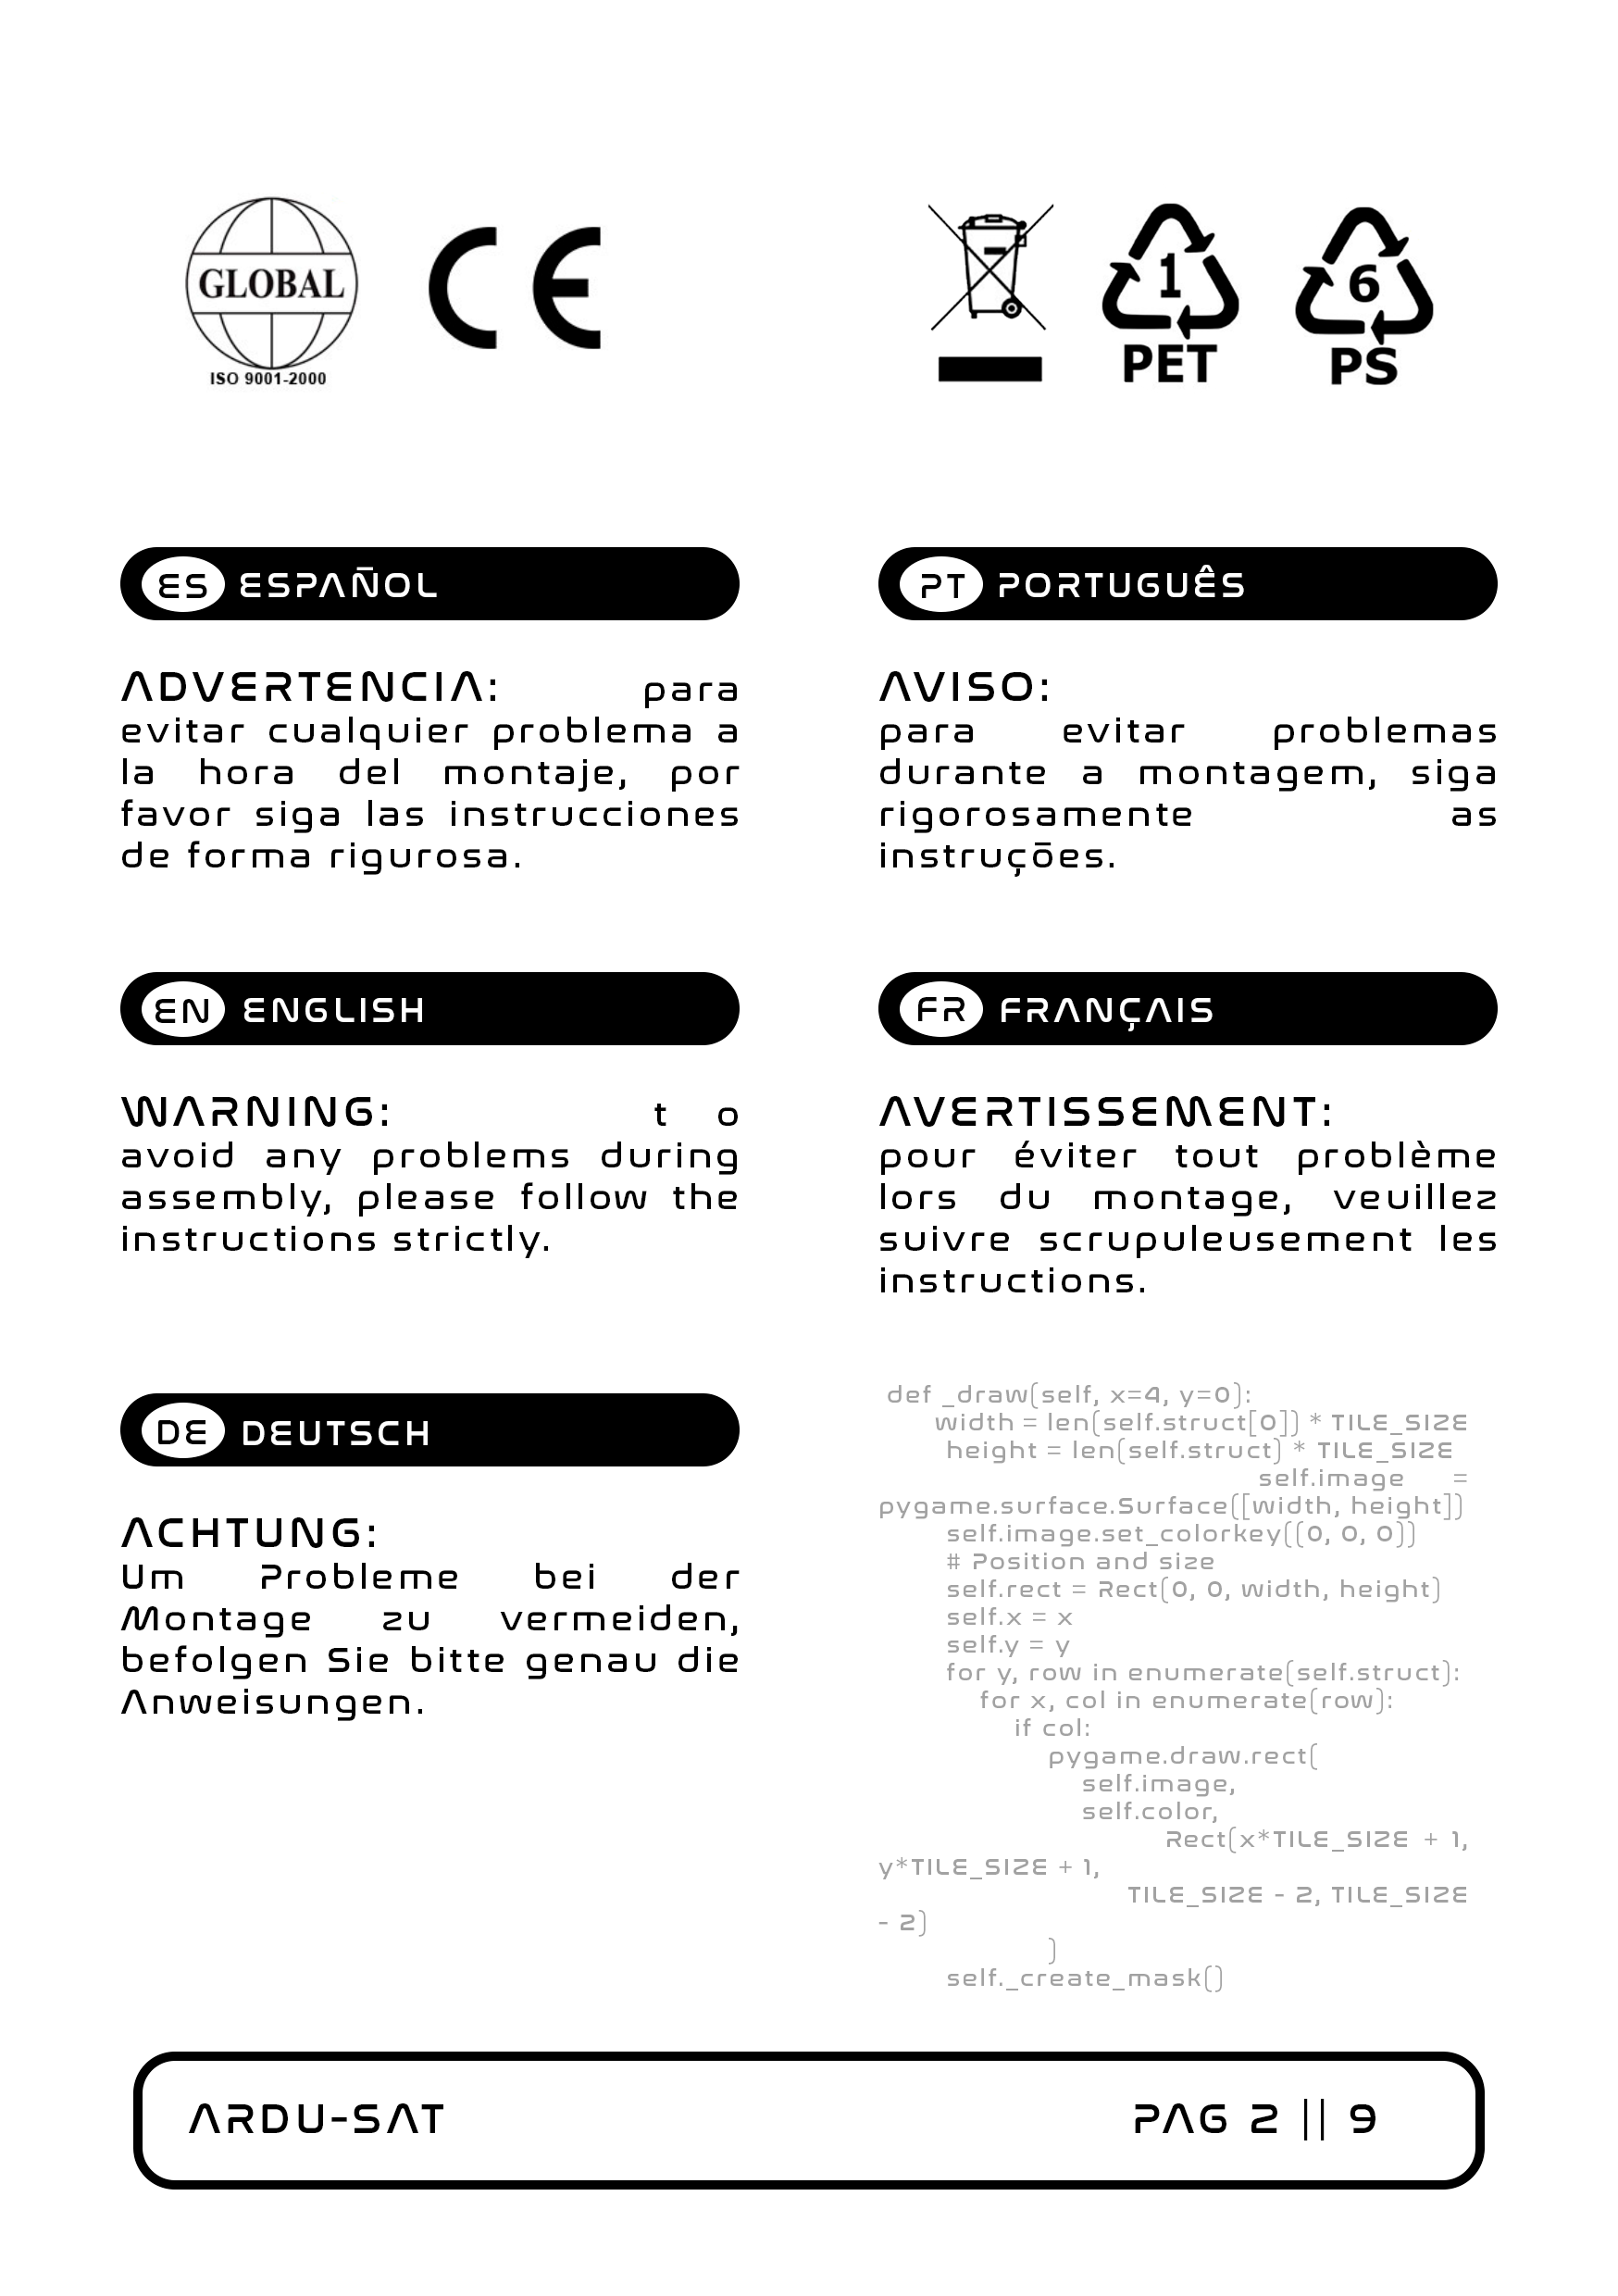 GLOBAL
ISO 9001-2000
CE
1
PET
6
PS
ES ESPAÑOL
ADVERTENCIA: para
evitar cualquier problema a
la hora del montaje, por
favor siga las instrucciones
de forma rigurosa.
PT PORTUGUÊS
AVISO:
para evitar problemas
durante a montagem, siga
rigorosamente as
instruções.
EN ENGLISH
WARNING: t o
avoid any problems during
assembly, please follow the
instructions strictly.
FR FRANÇAIS
AVERTISSEMENT:
pour éviter tout problème
lors du montage, veuillez
suivre scrupuleusement les
instructions.
DE DEUTSCH
ACHTUNG:
Um Probleme bei der
Montage zu vermeiden,
befolgen Sie bitte genau die
Anweisungen.
def _draw(self, x=4, y=0):
width = len(self.struct[0]) * TILE_SIZE
height = len(self.struct) * TILE_SIZE
self.image =
pygame.surface.Surface([width, height])
self.image.set_colorkey((0, 0, 0))
# Position and size
self.rect = Rect(0, 0, width, height)
self.x = x
self.y = y
for y, row in enumerate(self.struct):
for x, col in enumerate(row):
if col:
pygame.draw.rect(
self.image,
self.color,
Rect(x*TILE_SIZE + 1,
y*TILE_SIZE + 1,
TILE_SIZE - 2, TILE_SIZE
- 2)
)
self._create_mask()
ARDU-SAT
PAG 2 || 9